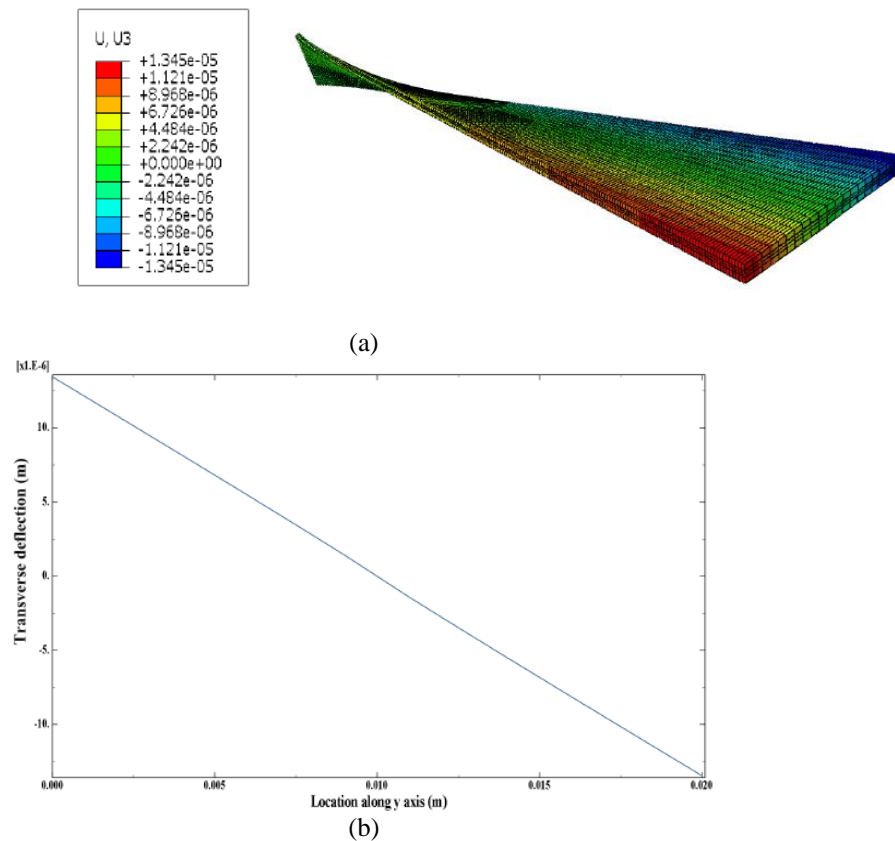 U, U3
+1.345e-05
+1.121e-05
+8.968e-06
+6.726e-06
+4.484e-06
+2.242e-06
+0.000e+00
-2.242e-06
-4.484e-06
-6.726e-06
-8.968e-06
-1.121e-05
-1.345e-05
(a)
[x1.E-6]
10.
5.
0.
-5.
-10.
Transverse deflection (m)
0.000 0.005 0.010 0.015 0.020
Location along y axis (m)
(b)